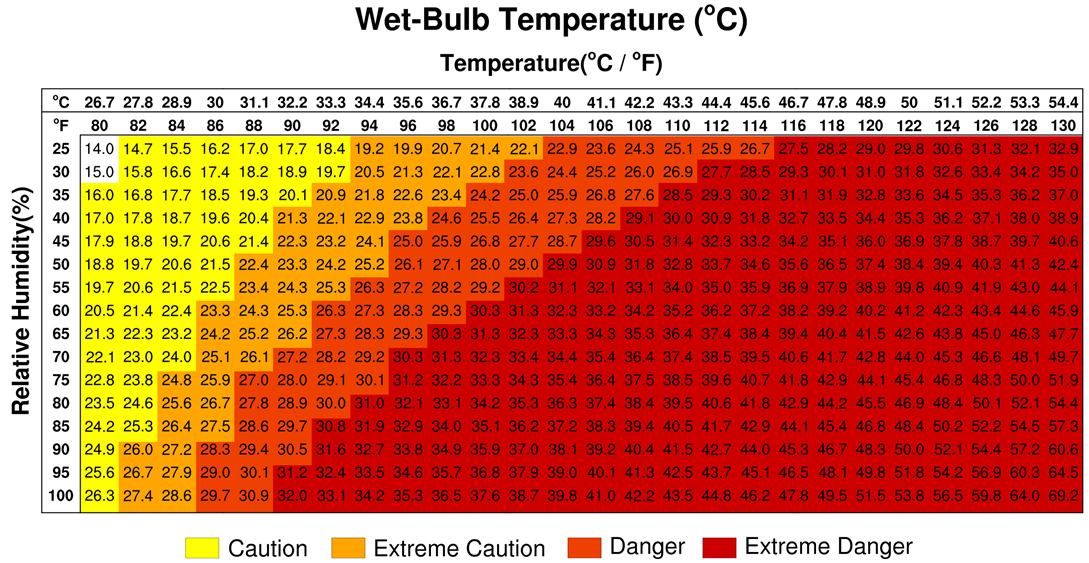 Wet-Bulb Temperature (°C)
Temperature(°C / °F)
°C 26.7 27.8 28.9 30 31.1 32.2 33.3 34.4 35.6 36.7 37.8 38.9 40 41.1 42.2 43.3 44.4 45.6 46.7 47.8 48.9 50 51.1 52.2 53.3 54.4
°F 80 82 84 86 88 90 92 94 96 98 100 102 104 106 108 110 112 114 116 118 120 122 124 126 128 130
Relative Humidity(%)
25 14.0 14.7 15.5 16.2 17.0 17.7 18.4 19.2 19.9 20.7 21.4 22.1 22.9 23.6 24.3 25.1 25.9 26.7 27.5 28.2 29.0 29.8 30.6 31.3 32.1 32.9
30 15.0 15.8 16.6 17.4 18.2 18.9 19.7 20.5 21.3 22.1 22.8 23.6 24.4 25.2 26.0 26.9 27.7 28.5 29.3 30.1 31.0 31.8 32.6 33.4 34.2 35.0
35 16.0 16.8 17.7 18.5 19.3 20.1 20.9 21.8 22.6 23.4 24.2 25.0 25.9 26.8 27.6 28.5 29.3 30.2 31.1 31.9 32.8 33.6 34.5 35.3 36.2 37.0
40 17.0 17.8 18.7 19.6 20.4 21.3 22.1 22.9 23.8 24.6 25.5 26.4 27.3 28.2 29.1 30.0 30.9 31.8 32.7 33.5 34.4 35.3 36.2 37.1 38.0 38.9
45 17.9 18.8 19.7 20.6 21.4 22.3 23.2 24.1 25.0 25.9 26.8 27.7 28.7 29.6 30.5 31.4 32.3 33.2 34.2 35.1 36.0 36.9 37.8 38.7 39.7 40.6
50 18.8 19.7 20.6 21.5 22.4 23.3 24.2 25.2 26.1 27.1 28.0 29.0 29.9 30.9 31.8 32.8 33.7 34.6 35.6 36.5 37.4 38.4 39.4 40.3 41.3 42.4
55 19.7 20.6 21.5 22.5 23.4 24.3 25.3 26.3 27.2 28.2 29.2 30.2 31.1 32.1 33.1 34.0 35.0 35.9 36.9 37.9 38.9 39.8 40.9 41.9 43.0 44.1
60 20.5 21.4 22.4 23.3 24.3 25.3 26.3 27.3 28.3 29.3 30.3 31.3 32.3 33.2 34.2 35.2 36.2 37.2 38.2 39.2 40.2 41.2 42.3 43.4 44.6 45.9
65 21.3 22.3 23.2 24.2 25.2 26.2 27.3 28.3 29.3 30.3 31.3 32.3 33.3 34.3 35.3 36.4 37.4 38.4 39.4 40.4 41.5 42.6 43.8 45.0 46.3 47.7
70 22.1 23.0 24.0 25.1 26.1 27.2 28.2 29.2 30.3 31.3 32.3 33.4 34.4 35.4 36.4 37.4 38.5 39.5 40.6 41.7 42.8 44.0 45.3 46.6 48.1 49.7
75 22.8 23.8 24.8 25.9 27.0 28.0 29.1 30.1 31.2 32.2 33.3 34.3 35.4 36.4 37.5 38.5 39.6 40.7 41.8 42.9 44.1 45.4 46.8 48.3 50.0 51.9
80 23.5 24.6 25.6 26.7 27.8 28.9 30.0 31.0 32.1 33.1 34.2 35.3 36.3 37.4 38.4 39.5 40.6 41.8 42.9 44.2 45.5 46.9 48.4 50.1 52.1 54.4
85 24.2 25.3 26.4 27.5 28.6 29.7 30.8 31.9 32.9 34.0 35.1 36.2 37.2 38.3 39.4 40.5 41.7 42.9 44.1 45.4 46.8 48.4 50.2 52.2 54.5 57.3
90 24.9 26.0 27.2 28.3 29.4 30.5 31.6 32.7 33.8 34.9 35.9 37.0 38.1 39.2 40.4 41.5 42.7 44.0 45.3 46.7 48.3 50.0 52.1 54.4 57.2 60.6
95 25.6 26.7 27.9 29.0 30.1 31.2 32.4 33.5 34.6 35.7 36.8 37.9 39.0 40.1 41.3 42.5 43.7 45.1 46.5 48.1 49.8 51.8 54.2 56.9 60.3 64.5
100 26.3 27.4 28.6 29.7 30.9 32.0 33.1 34.2 35.3 36.5 37.6 38.7 39.8 41.0 42.2 43.5 44.8 46.2 47.8 49.5 51.5 53.8 56.5 59.8 64.0 69.2
Caution Extreme Caution Danger Extreme Danger